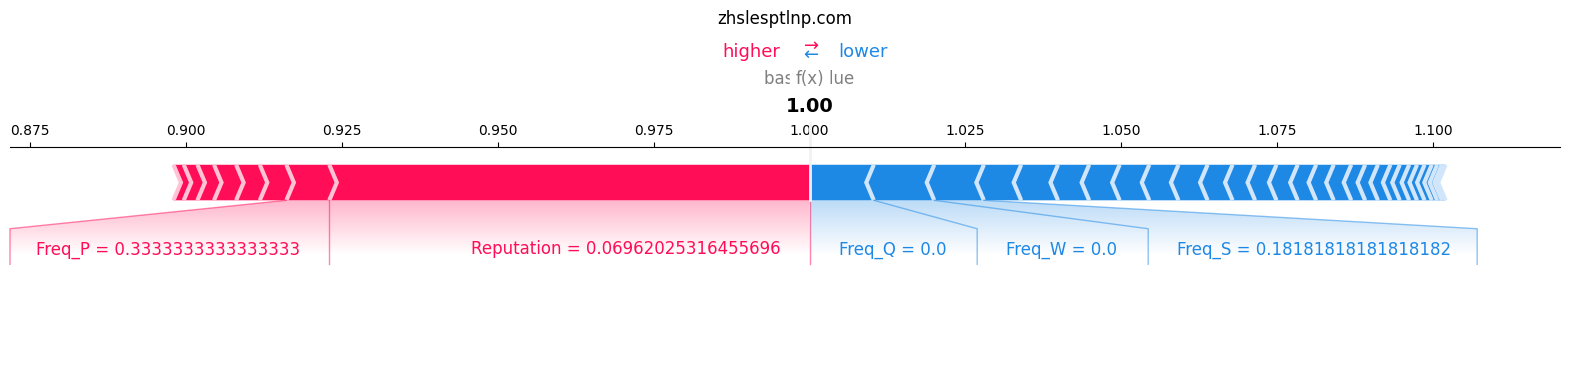 zhslesptlnp.com
higher ⇄ lower
bas f(x) lue
1.00
0.875 0.900 0.925 0.950 0.975 1.000 1.025 1.050 1.075 1.100
Freq_P = 0.3333333333333333 Reputation = 0.06962025316455696 Freq_Q = 0.0 Freq_W = 0.0 Freq_S = 0.18181818181818182